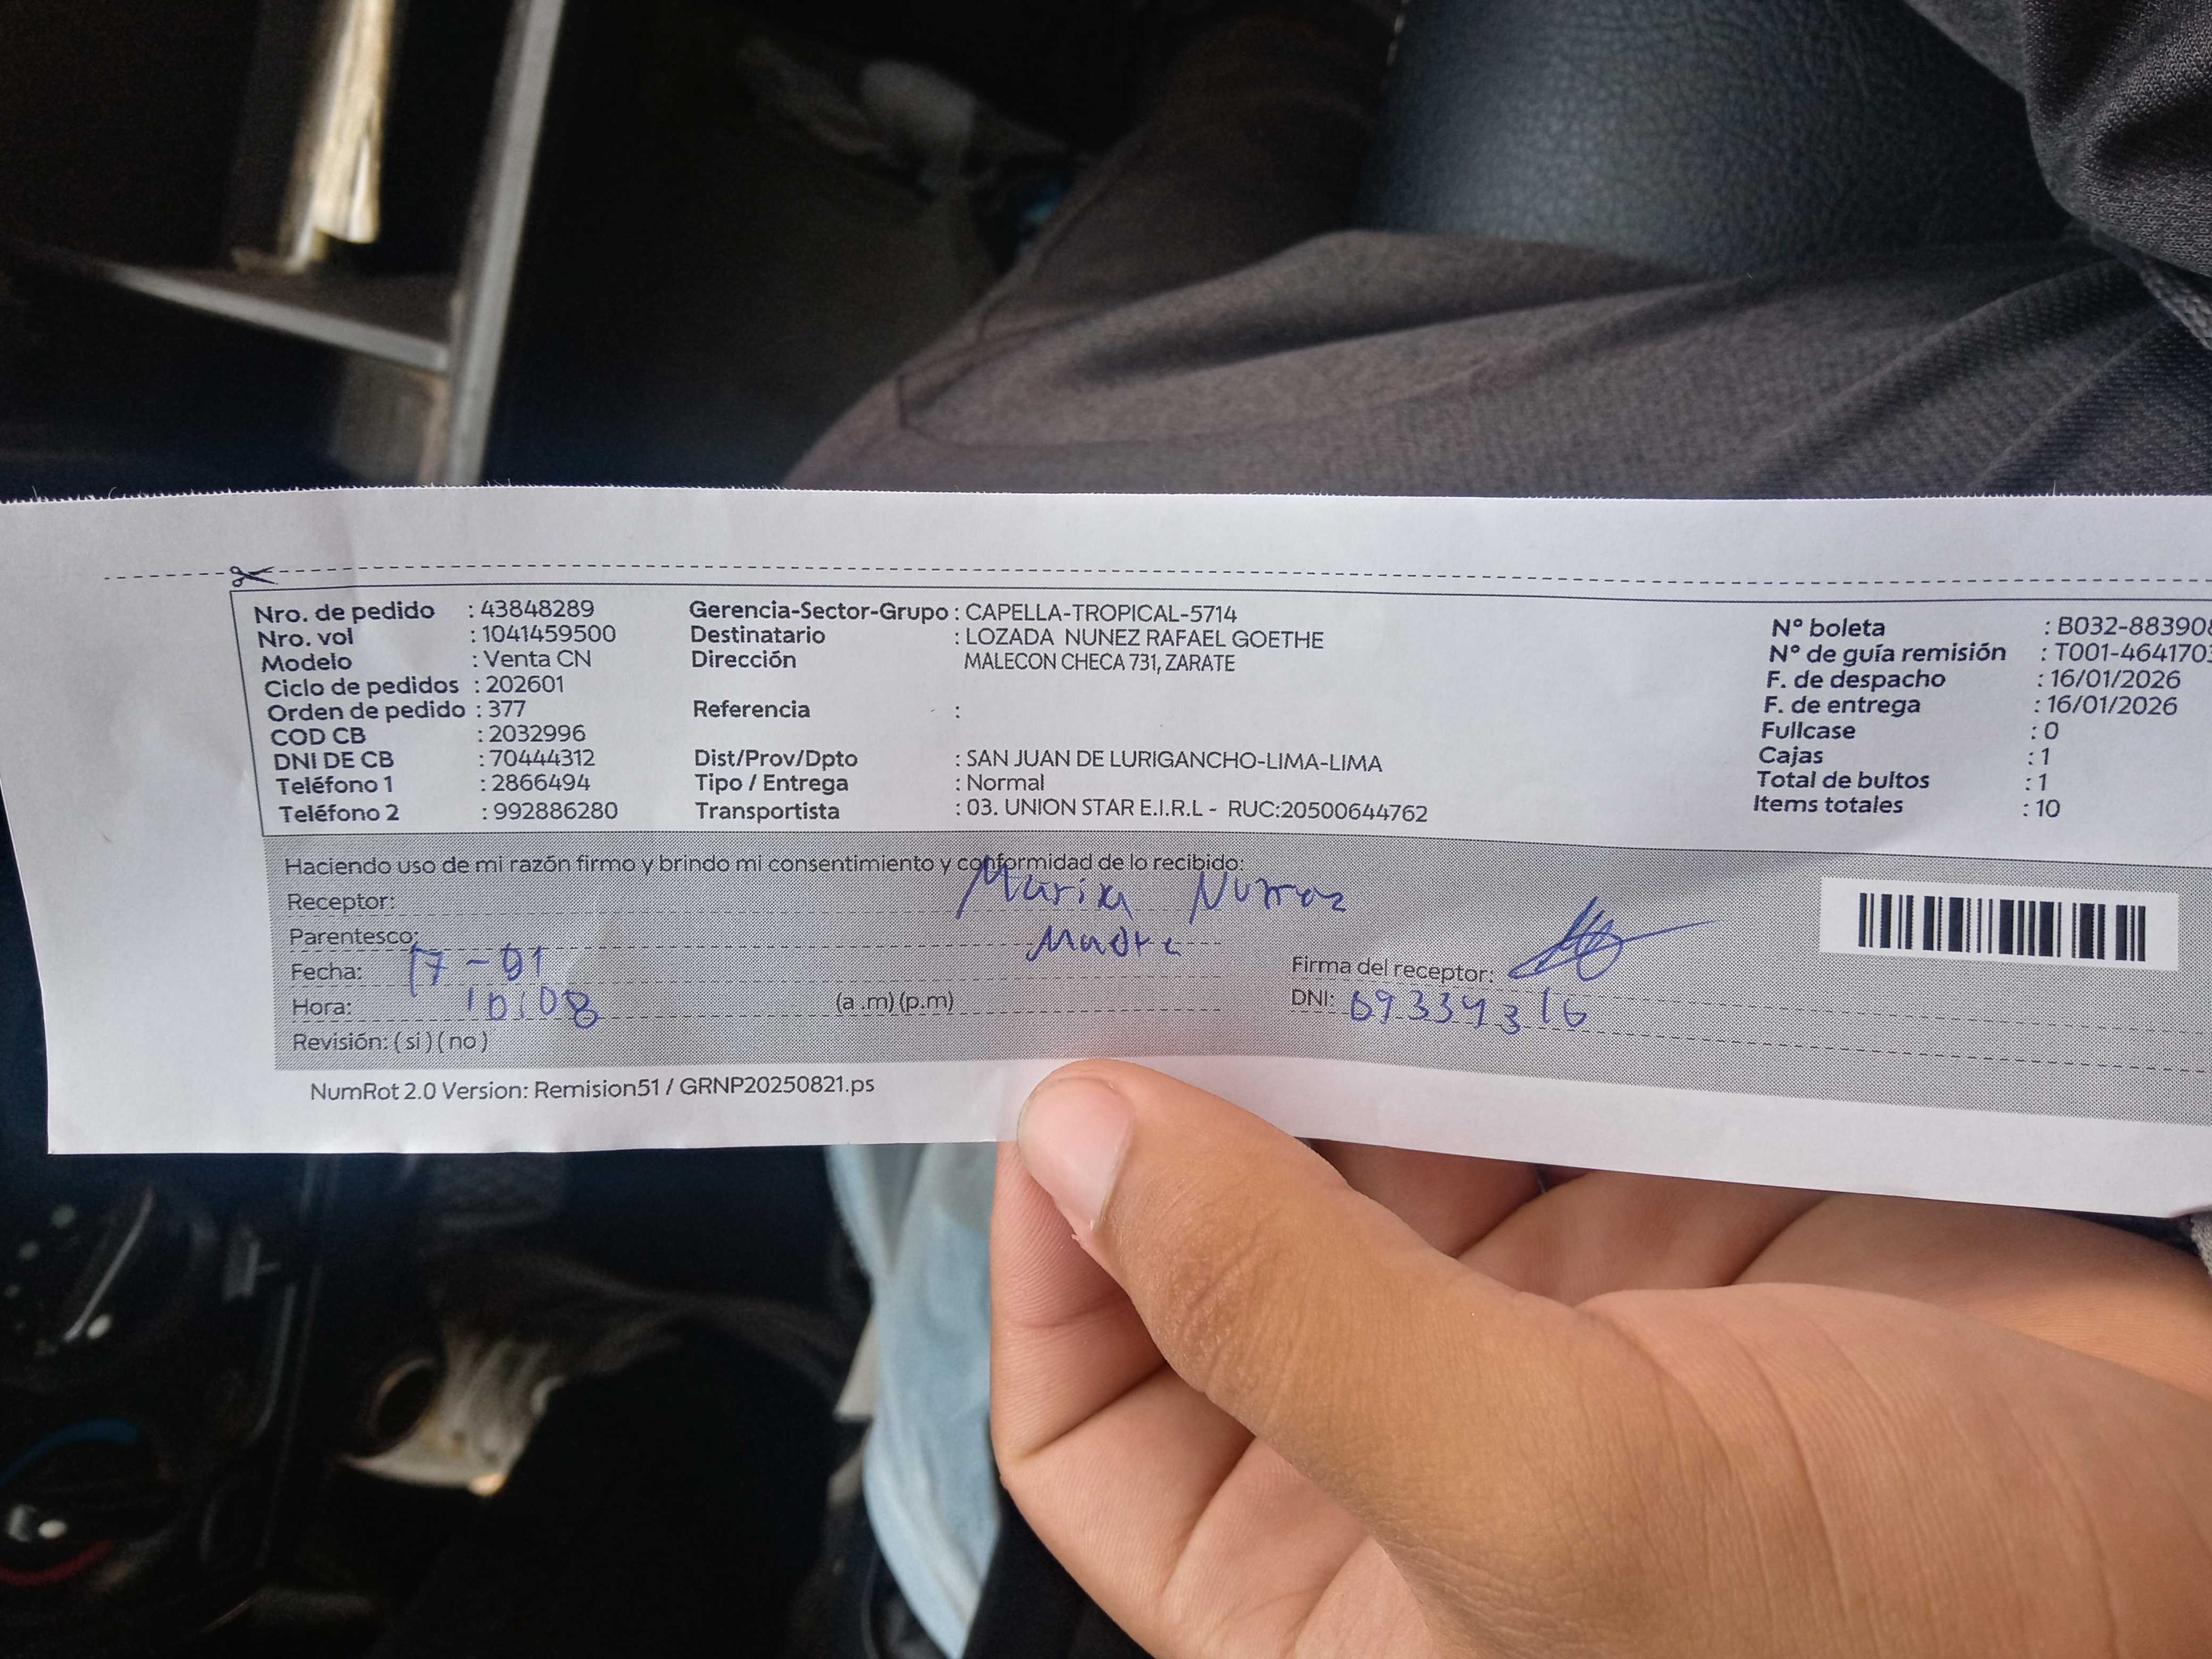 Nro. de pedido : 43848289
Nro. vol : 1041459500
Modelo : Venta CN
Ciclo de pedidos : 202601
Orden de pedido : 377
COD CB : 2032996
DNI DE CB : 70444312
Teléfono 1 : 2866494
Teléfono 2 : 992886280
Gerencia-Sector-Grupo : CAPELLA-TROPICAL-5714
Destinatario : LOZADA NUNEZ RAFAEL GOETHE
Dirección MALECON CHECA 731, ZARATE
Referencia :
Dist/Prov/Dpto : SAN JUAN DE LURIGANCHO-LIMA-LIMA
Tipo / Entrega : Normal
Transportista : 03. UNION STAR E.I.R.L - RUC:20500644762
N° boleta : B032-883908
N° de guía remisión : T001-4641703
F. de despacho : 16/01/2026
F. de entrega : 16/01/2026
Fullcase : 0
Cajas : 1
Total de bultos : 1
Items totales : 10
Haciendo uso de mi razón firmo y brindo mi consentimiento y conformidad de lo recibido:
Receptor:
Parentesco: Madre
Fecha: 17-01
Hora: 10:08 (a .m) (p.m)
Revisión: ( si ) ( no )
Firma del receptor:
DNI:
NumRot 2.0 Version: Remision51 / GRNP20250821.ps